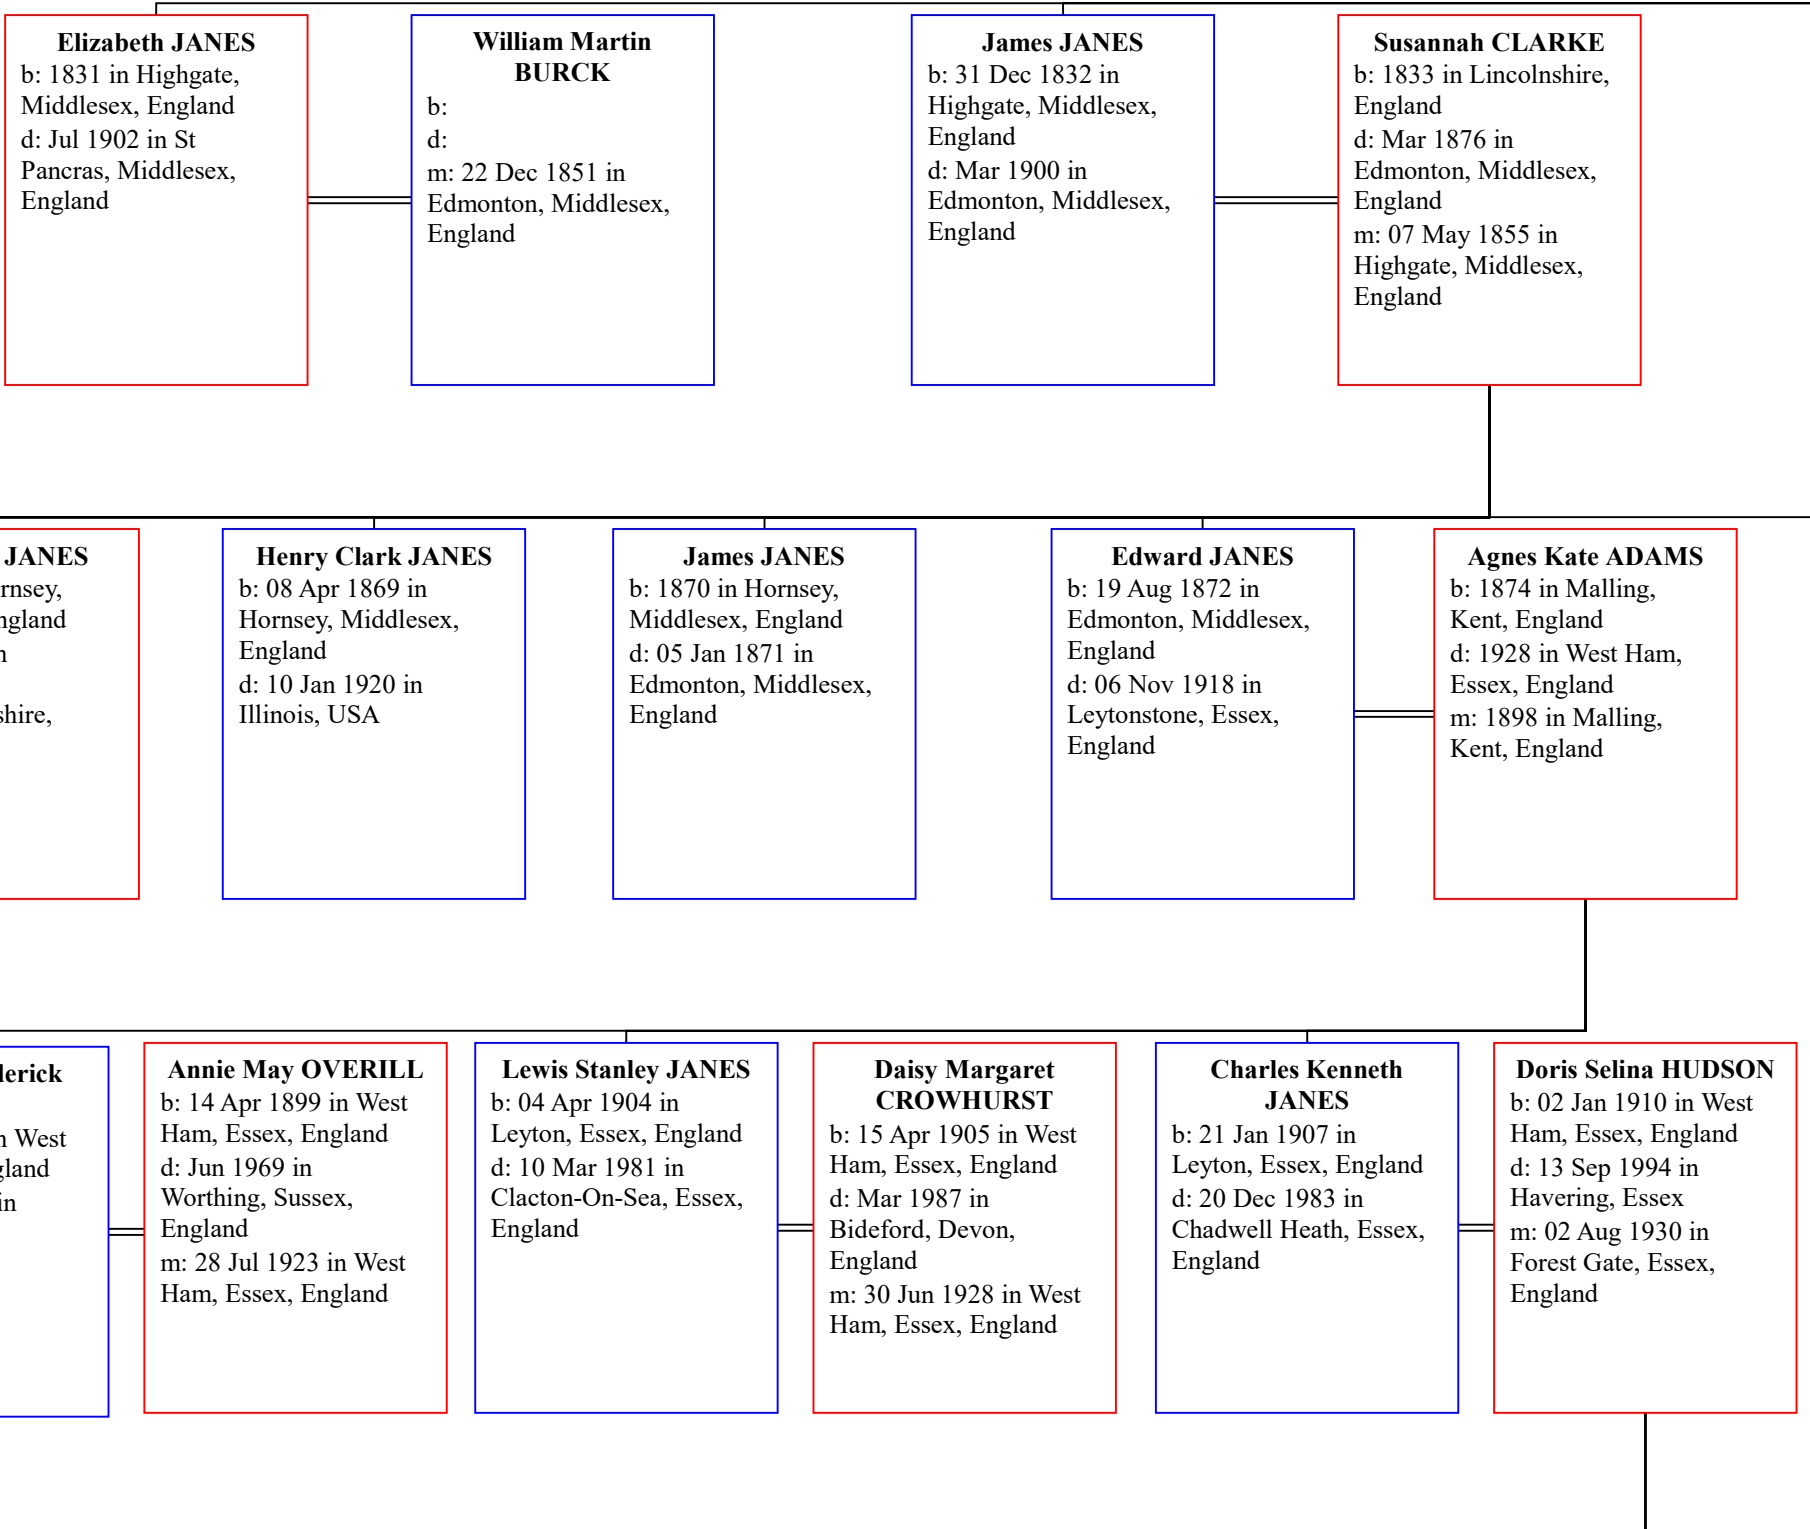 Elizabeth JANES
b: 1831 in Highgate,
Middlesex, England
d: Jul 1902 in St
Pancras, Middlesex,
England
William Martin
BURCK
b:
d:
m: 22 Dec 1851 in
Edmonton, Middlesex,
England
James JANES
b: 31 Dec 1832 in
Highgate, Middlesex,
England
d: Mar 1900 in
Edmonton, Middlesex,
England
Susannah CLARKE
b: 1833 in Lincolnshire,
England
d: Mar 1876 in
Edmonton, Middlesex,
England
m: 07 May 1855 in
Highgate, Middlesex,
England
JANES
Henry Clark JANES
b: 08 Apr 1869 in
Hornsey, Middlesex,
England
d: 10 Jan 1920 in
Illinois, USA
James JANES
b: 1870 in Hornsey,
Middlesex, England
d: 05 Jan 1871 in
Edmonton, Middlesex,
England
Edward JANES
b: 19 Aug 1872 in
Edmonton, Middlesex,
England
d: 06 Nov 1918 in
Leytonstone, Essex,
England
Agnes Kate ADAMS
b: 1874 in Malling,
Kent, England
d: 1928 in West Ham,
Essex, England
m: 1898 in Malling,
Kent, England
West
in
Annie May OVERILL
b: 14 Apr 1899 in West
Ham, Essex, England
d: Jun 1969 in
Worthing, Sussex,
England
m: 28 Jul 1923 in West
Ham, Essex, England
Lewis Stanley JANES
b: 04 Apr 1904 in
Leyton, Essex, England
d: 10 Mar 1981 in
Clacton-On-Sea, Essex,
England
Daisy Margaret
CROWHURST
b: 15 Apr 1905 in West
Ham, Essex, England
d: Mar 1987 in
Bideford, Devon,
England
m: 30 Jun 1928 in West
Ham, Essex, England
Charles Kenneth
JANES
b: 21 Jan 1907 in
Leyton, Essex, England
d: 20 Dec 1983 in
Chadwell Heath, Essex,
England
Doris Selina HUDSON
b: 02 Jan 1910 in West
Ham, Essex, England
d: 13 Sep 1994 in
Havering, Essex
m: 02 Aug 1930 in
Forest Gate, Essex,
England